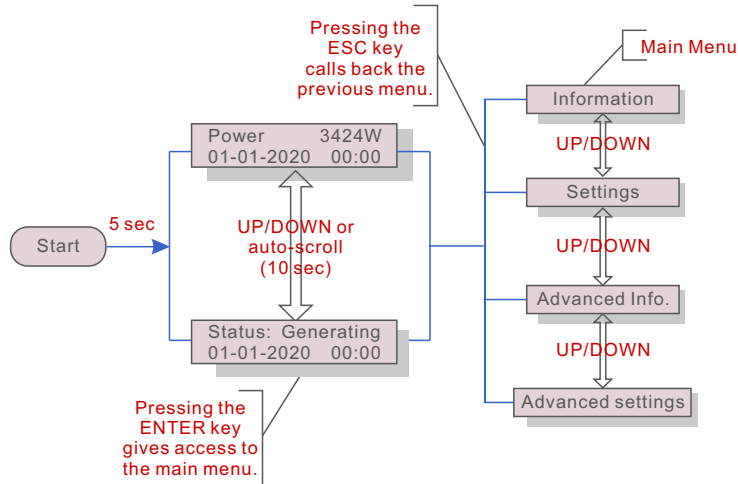 Pressing the
ESC key
calls back the
previous menu.
Main Menu
Information
UP/DOWN
Settings
UP/DOWN
Advanced Info.
UP/DOWN
Advanced settings
Power 3424W
01-01-2020 00:00
5 sec
Start
UP/DOWN or
auto-scroll
(10 sec)
Status: Generating
01-01-2020 00:00
Pressing the
ENTER key
gives access to
the main menu.